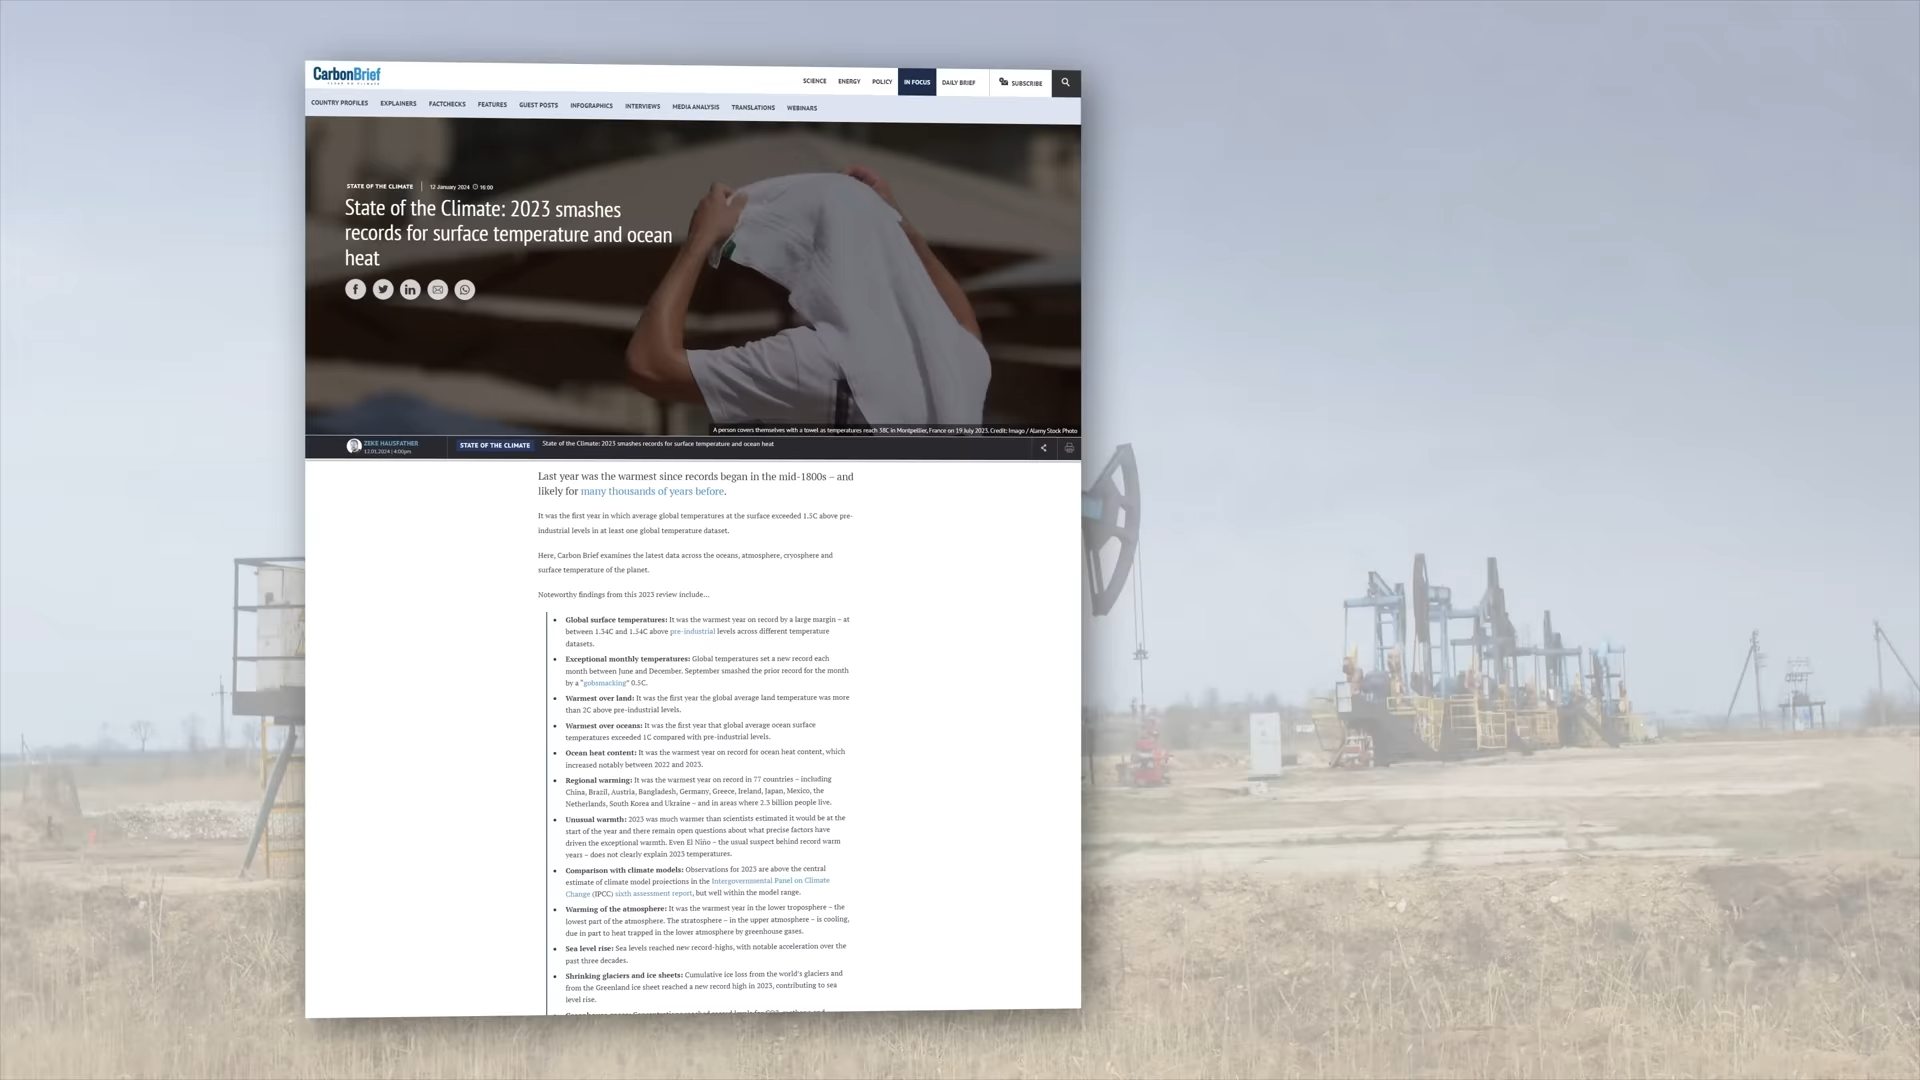 CarbonBrief
CLEAR ON CLIMATE
SCIENCE ENERGY POLICY IN FOCUS DAILY BRIEF SUBSCRIBE
COUNTRY PROFILES EXPLAINERS FACTCHECKS FEATURES GUEST POSTS INFOGRAPHICS INTERVIEWS MEDIA ANALYSIS TRANSLATIONS WEBINARS
STATE OF THE CLIMATE 12 January 2024 16:00
State of the Climate: 2023 smashes
records for surface temperature and ocean
heat
A person covers themselves with a towel as temperatures reach 38C in Montpellier, France on 19 July 2023. Credit: Imago / Alamy Stock Photo
ZEKE HAUSFATHER
12.01.2024 | 4:00pm
STATE OF THE CLIMATE State of the Climate: 2023 smashes records for surface temperature and ocean heat
Last year was the warmest since records began in the mid-1800s – and
likely for many thousands of years before.
It was the first year in which average global temperatures at the surface exceeded 1.5C above pre-
industrial levels in at least one global temperature dataset.
Here, Carbon Brief examines the latest data across the oceans, atmosphere, cryosphere and
surface temperature of the planet.
Noteworthy findings from this 2023 review include…
• Global surface temperatures: It was the warmest year on record by a large margin – at
between 1.34C and 1.54C above pre-industrial levels across different temperature
datasets.
• Exceptional monthly temperatures: Global temperatures set a new record each
month between June and December. September smashed the prior record for the month
by a "gobsmacking" 0.5C.
• Warmest over land: It was the first year the global average land temperature was more
than 2C above pre-industrial levels.
• Warmest over oceans: It was the first year that global average ocean surface
temperatures exceeded 1C compared with pre-industrial levels.
• Ocean heat content: It was the warmest year on record for ocean heat content, which
increased notably between 2022 and 2023.
• Regional warming: It was the warmest year on record in 77 countries – including
China, Brazil, Austria, Bangladesh, Germany, Greece, Ireland, Japan, Mexico, the
Netherlands, South Korea and Ukraine – and in areas where 2.3 billion people live.
• Unusual warmth: 2023 was much warmer than scientists estimated it would be at the
start of the year and there remain open questions about what precise factors have
driven the exceptional warmth. Even El Niño – the usual suspect behind record warm
years – does not clearly explain 2023 temperatures.
• Comparison with climate models: Observations for 2023 are above the central
estimate of climate model projections in the Intergovernmental Panel on Climate
Change (IPCC) sixth assessment report, but well within the model range.
• Warming of the atmosphere: It was the warmest year in the lower troposphere – the
lowest part of the atmosphere. The stratosphere – in the upper atmosphere – is cooling,
due in part to heat trapped in the lower atmosphere by greenhouse gases.
• Sea level rise: Sea levels reached new record-highs, with notable acceleration over the
past three decades.
• Shrinking glaciers and ice sheets: Cumulative ice loss from the world's glaciers and
from the Greenland ice sheet reached a new record high in 2023, contributing to sea
level rise.